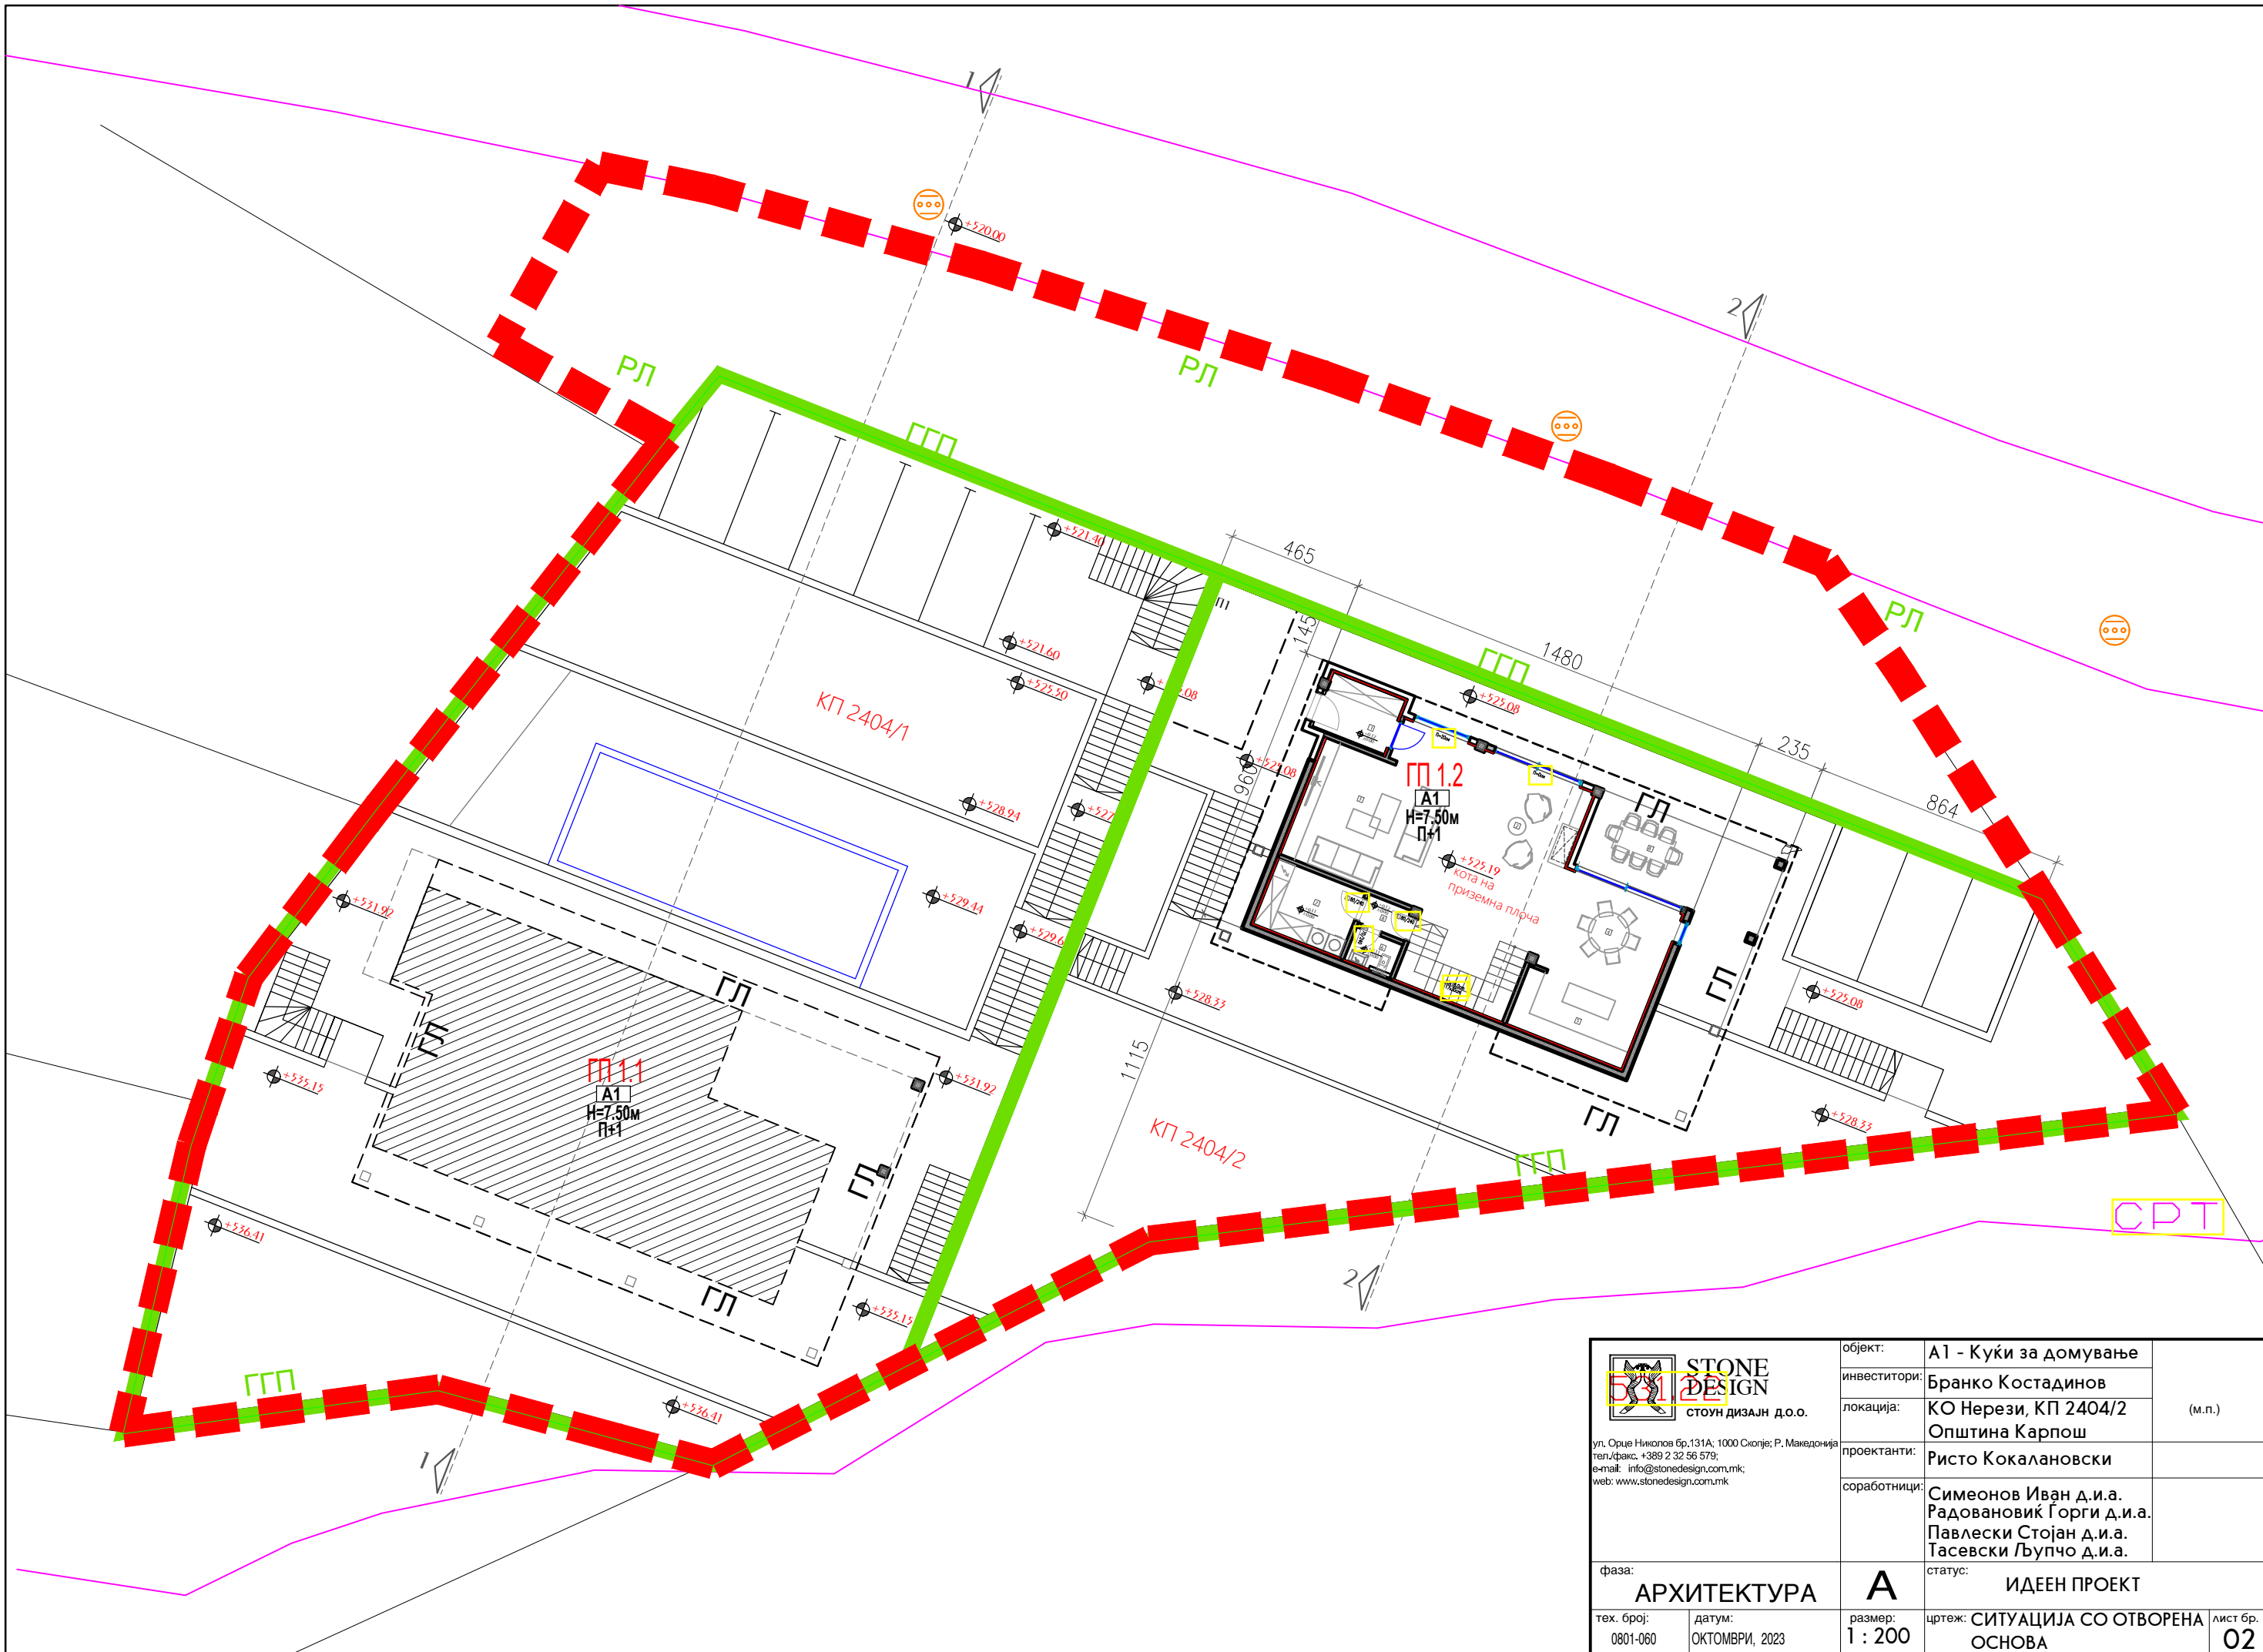 1
+520.00
2
РЛ
РЛ
РЛ
ГГП
+521.40
465
145
1480
ГГП
235
864
+521.60
+525.50
КП 2404/1
+525.08
+525.08
960
ГП 1.2
А1
Н=7.50м
П+1
ГЛ
+528.94
+525.19
кота на
приземна плоча
+531.92
+529.44
+528.33
ГЛ
+525.08
ГЛ
ГЛ
ГП 1.1
А1
Н=7.50м
П+1
+535.15
+531.92
1115
КП 2404/2
ГЛ
+528.33
ГГП
ГЛ
СРТ
+536.41
ГЛ
+535.15
2
ГГП
+536.41
1
531.22
STONE
DESIGN
СТОУН ДИЗАЈН Д.О.О.
ул. Орце Николов бр.131А; 1000 Скопје; Р. Македонија
тел./факс. +389 2 32 56 579;
e-mail: info@stonedesign.com.mk;
web: www.stonedesign.com.mk
објект: А1 - Куќи за домување
инвеститори: Бранко Костадинов
локација: КО Нерези, КП 2404/2
Општина Карпош
(м.п.)
проектанти: Ристо Кокалановски
соработници: Симеонов Иван д.и.а.
Радовановиќ Ѓорги д.и.а.
Павлески Стојан д.и.а.
Тасевски Љупчо д.и.а.
фаза:
АРХИТЕКТУРА
А
статус:
ИДЕЕН ПРОЕКТ
тех. број:
0801-060
датум:
ОКТОМВРИ, 2023
размер:
1 : 200
цртеж: СИТУАЦИЈА СО ОТВОРЕНА
ОСНОВА
лист бр.
02